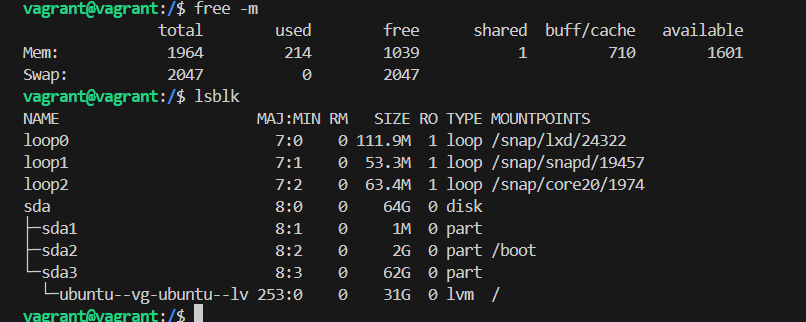 vagrant@vagrant:/$ free -m
               total        used        free      shared  buff/cache   available
Mem:            1964         214        1039           1         710        1601
Swap:           2047           0        2047
vagrant@vagrant:/$ lsblk
NAME                      MAJ:MIN RM   SIZE RO TYPE MOUNTPOINTS
loop0                       7:0    0 111.9M  1 loop /snap/lxd/24322
loop1                       7:1    0  53.3M  1 loop /snap/snapd/19457
loop2                       7:2    0  63.4M  1 loop /snap/core20/1974
sda                         8:0    0    64G  0 disk
├─sda1                      8:1    0     1M  0 part
├─sda2                      8:2    0     2G  0 part /boot
└─sda3                      8:3    0    62G  0 part
  └─ubuntu--vg-ubuntu--lv 253:0    0    31G  0 lvm  /
vagrant@vagrant:/$